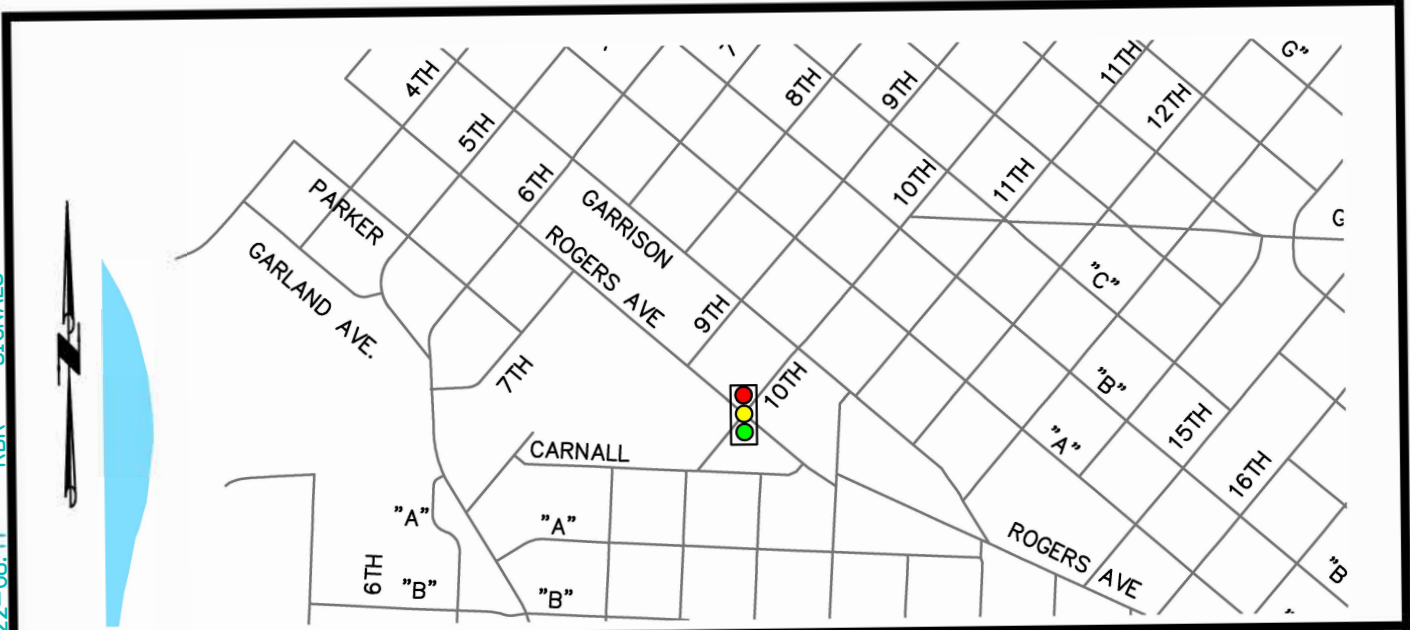 G"
4TH
5TH
6TH
8TH
9TH
11TH
12TH
PARKER
GARLAND AVE.
GARRISON
ROGERS AVE
10TH
11TH
G
"C"
9TH
7TH
10TH
"B"
"A"
15TH
16TH
CARNALL
"A"
"A"
6TH
"B"
"B"
ROGERS AVE
"B